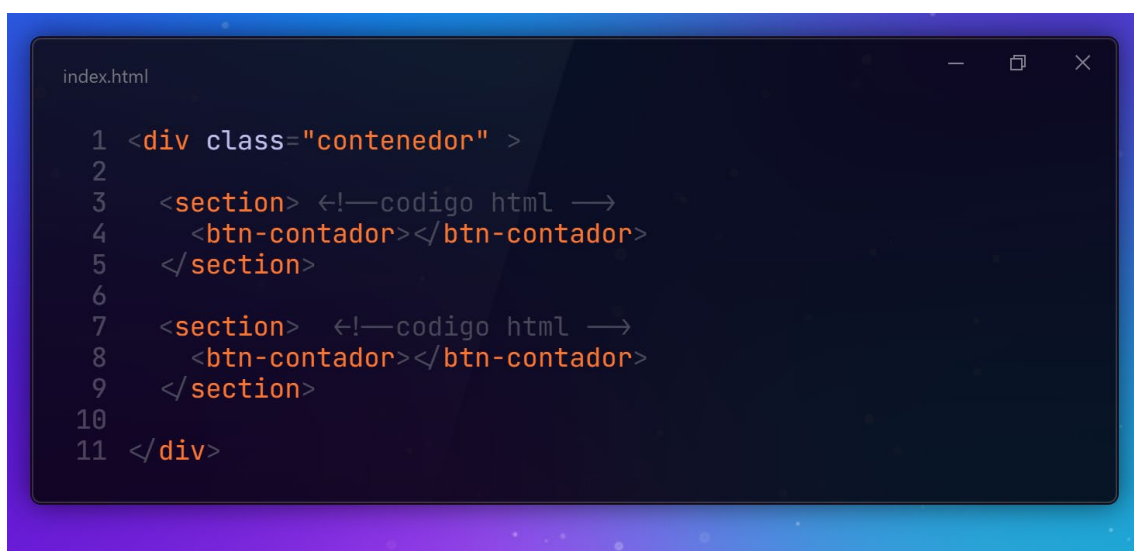 index.html
1 <div class="contenedor" >
2
3 <section> <!--codigo html -->
4 <btn-contador></btn-contador>
5 </section>
6
7 <section>  <!--codigo html -->
8 <btn-contador></btn-contador>
9 </section>
10
11 </div>